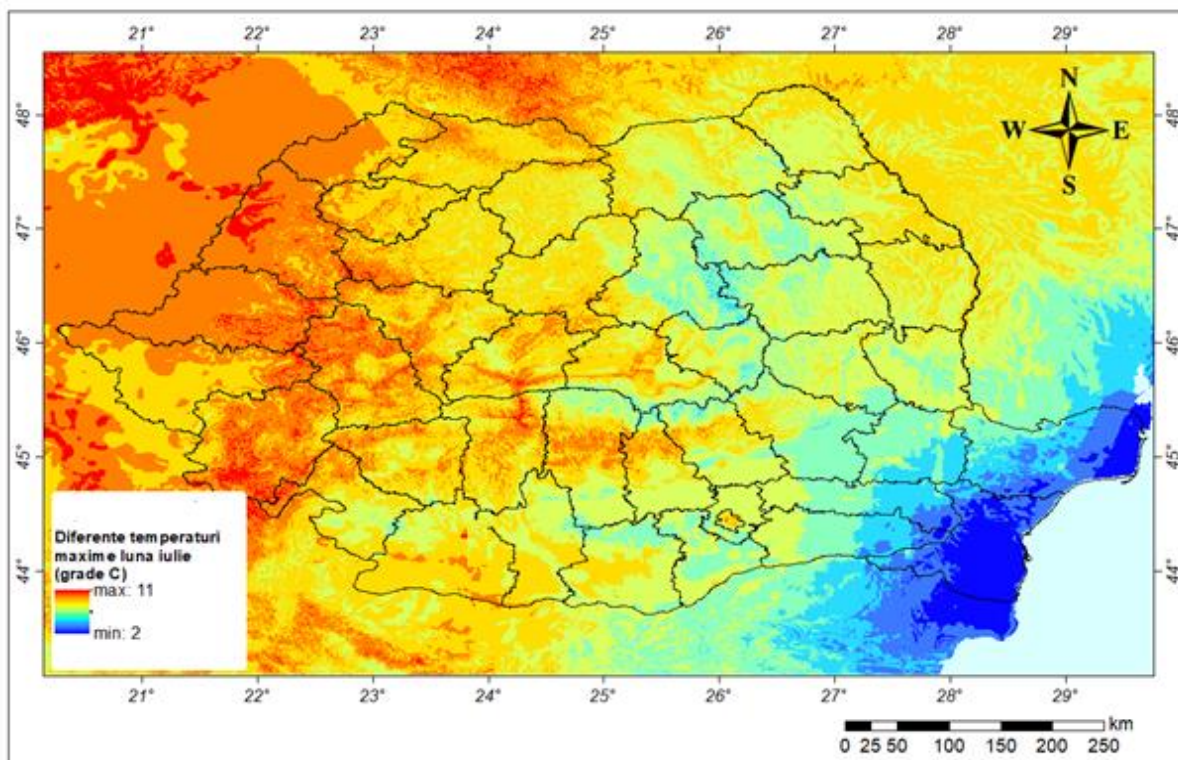 21° 22° 23° 24° 25° 26° 27° 28° 29°
48° 48°
47° 47°
46° 46°
45° 45°
44° 44°
N
W E
S
Diferente temperaturi
maxime luna iulie
(grade C)
max: 11
min: 2
21° 22° 23° 24° 25° 26° 27° 28° 29°
km
0 25 50 100 150 200 250